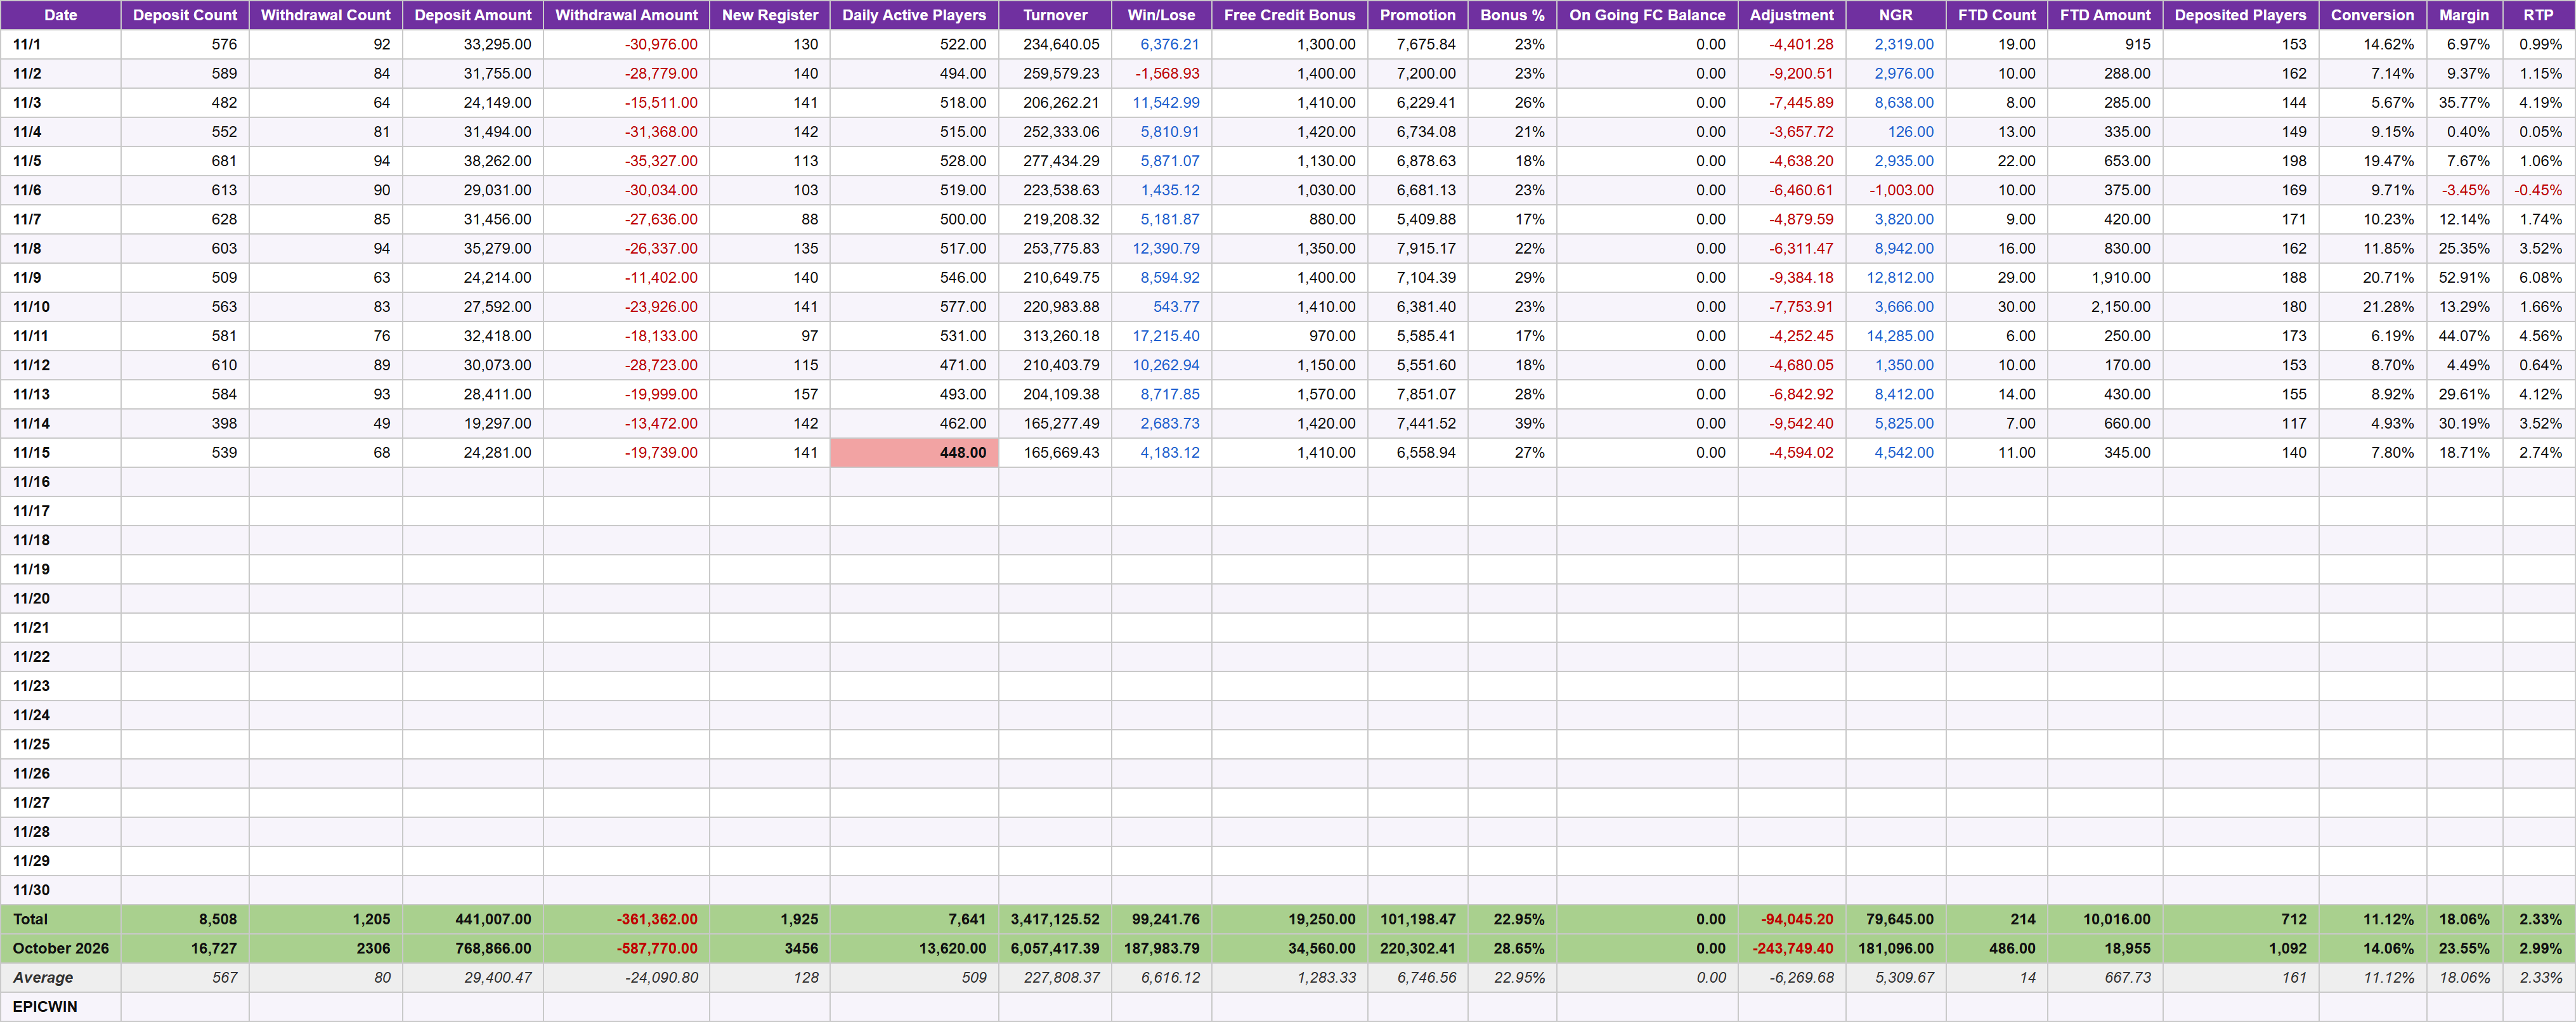 Date Deposit Count Withdrawal Count Deposit Amount Withdrawal Amount New Register Daily Active Players Turnover Win/Lose Free Credit Bonus Promotion Bonus % On Going FC Balance Adjustment NGR FTD Count FTD Amount Deposited Players Conversion Margin RTP
11/1 576 92 33,295.00 -30,976.00 130 522.00 234,640.05 6,376.21 1,300.00 7,675.84 23% 0.00 -4,401.28 2,319.00 19.00 915 153 14.62% 6.97% 0.99%
11/2 589 84 31,755.00 -28,779.00 140 494.00 259,579.23 -1,568.93 1,400.00 7,200.00 23% 0.00 -9,200.51 2,976.00 10.00 288.00 162 7.14% 9.37% 1.15%
11/3 482 64 24,149.00 -15,511.00 141 518.00 206,262.21 11,542.99 1,410.00 6,229.41 26% 0.00 -7,445.89 8,638.00 8.00 285.00 144 5.67% 35.77% 4.19%
11/4 552 81 31,494.00 -31,368.00 142 515.00 252,333.06 5,810.91 1,420.00 6,734.08 21% 0.00 -3,657.72 126.00 13.00 335.00 149 9.15% 0.40% 0.05%
11/5 681 94 38,262.00 -35,327.00 113 528.00 277,434.29 5,871.07 1,130.00 6,878.63 18% 0.00 -4,638.20 2,935.00 22.00 653.00 198 19.47% 7.67% 1.06%
11/6 613 90 29,031.00 -30,034.00 103 519.00 223,538.63 1,435.12 1,030.00 6,681.13 23% 0.00 -6,460.61 -1,003.00 10.00 375.00 169 9.71% -3.45% -0.45%
11/7 628 85 31,456.00 -27,636.00 88 500.00 219,208.32 5,181.87 880.00 5,409.88 17% 0.00 -4,879.59 3,820.00 9.00 420.00 171 10.23% 12.14% 1.74%
11/8 603 94 35,279.00 -26,337.00 135 517.00 253,775.83 12,390.79 1,350.00 7,915.17 22% 0.00 -6,311.47 8,942.00 16.00 830.00 162 11.85% 25.35% 3.52%
11/9 509 63 24,214.00 -11,402.00 140 546.00 210,649.75 8,594.92 1,400.00 7,104.39 29% 0.00 -9,384.18 12,812.00 29.00 1,910.00 188 20.71% 52.91% 6.08%
11/10 563 83 27,592.00 -23,926.00 141 577.00 220,983.88 543.77 1,410.00 6,381.40 23% 0.00 -7,753.91 3,666.00 30.00 2,150.00 180 21.28% 13.29% 1.66%
11/11 581 76 32,418.00 -18,133.00 97 531.00 313,260.18 17,215.40 970.00 5,585.41 17% 0.00 -4,252.45 14,285.00 6.00 250.00 173 6.19% 44.07% 4.56%
11/12 610 89 30,073.00 -28,723.00 115 471.00 210,403.79 10,262.94 1,150.00 5,551.60 18% 0.00 -4,680.05 1,350.00 10.00 170.00 153 8.70% 4.49% 0.64%
11/13 584 93 28,411.00 -19,999.00 157 493.00 204,109.38 8,717.85 1,570.00 7,851.07 28% 0.00 -6,842.92 8,412.00 14.00 430.00 155 8.92% 29.61% 4.12%
11/14 398 49 19,297.00 -13,472.00 142 462.00 165,277.49 2,683.73 1,420.00 7,441.52 39% 0.00 -9,542.40 5,825.00 7.00 660.00 117 4.93% 30.19% 3.52%
11/15 539 68 24,281.00 -19,739.00 141 448.00 165,669.43 4,183.12 1,410.00 6,558.94 27% 0.00 -4,594.02 4,542.00 11.00 345.00 140 7.80% 18.71% 2.74%
11/16
11/17
11/18
11/19
11/20
11/21
11/22
11/23
11/24
11/25
11/26
11/27
11/28
11/29
11/30
Total 8,508 1,205 441,007.00 -361,362.00 1,925 7,641 3,417,125.52 99,241.76 19,250.00 101,198.47 22.95% 0.00 -94,045.20 79,645.00 214 10,016.00 712 11.12% 18.06% 2.33%
October 2026 16,727 2306 768,866.00 -587,770.00 3456 13,620.00 6,057,417.39 187,983.79 34,560.00 220,302.41 28.65% 0.00 -243,749.40 181,096.00 486.00 18,955 1,092 14.06% 23.55% 2.99%
Average 567 80 29,400.47 -24,090.80 128 509 227,808.37 6,616.12 1,283.33 6,746.56 22.95% 0.00 -6,269.68 5,309.67 14 667.73 161 11.12% 18.06% 2.33%
EPICWIN